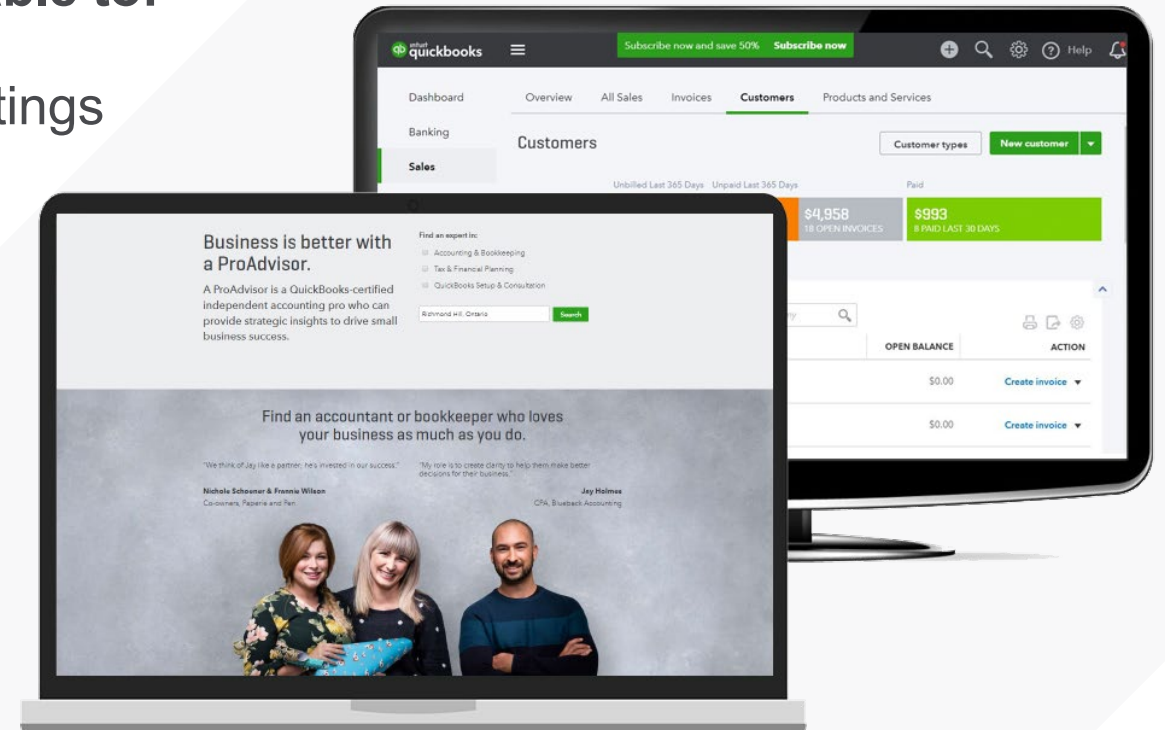 able to:
tings
intuit
quickbooks
Subscribe now and save 50% Subscribe now
Help
Dashboard
Banking
Sales
Overview All Sales Invoices Customers Products and Services
Customers
Customer types New customer
Unbilled Last 365 Days Unpaid Last 365 Days Paid
$4,958
18 OPEN INVOICES
$993
8 PAID LAST 30 DAYS
OPEN BALANCE ACTION
$0.00 Create invoice
$0.00 Create invoice
Business is better with
a ProAdvisor.
A ProAdvisor is a QuickBooks-certified
independent accounting pro who can
provide strategic insights to drive small
business success.
Find an expert in:
Accounting & Bookkeeping
Tax & Financial Planning
QuickBooks Setup & Consultation
Richmond Hill, Ontario Search
Find an accountant or bookkeeper who loves
your business as much as you do.
"We think of Jay like a partner; he's invested in our success."
Nichola Schoener & Frannie Wilson
Co-owners, Paperie and Pen
"My role is to create clarity to help them make better
decisions for their business."
Jay Holmes
CPA, Blueback Accounting